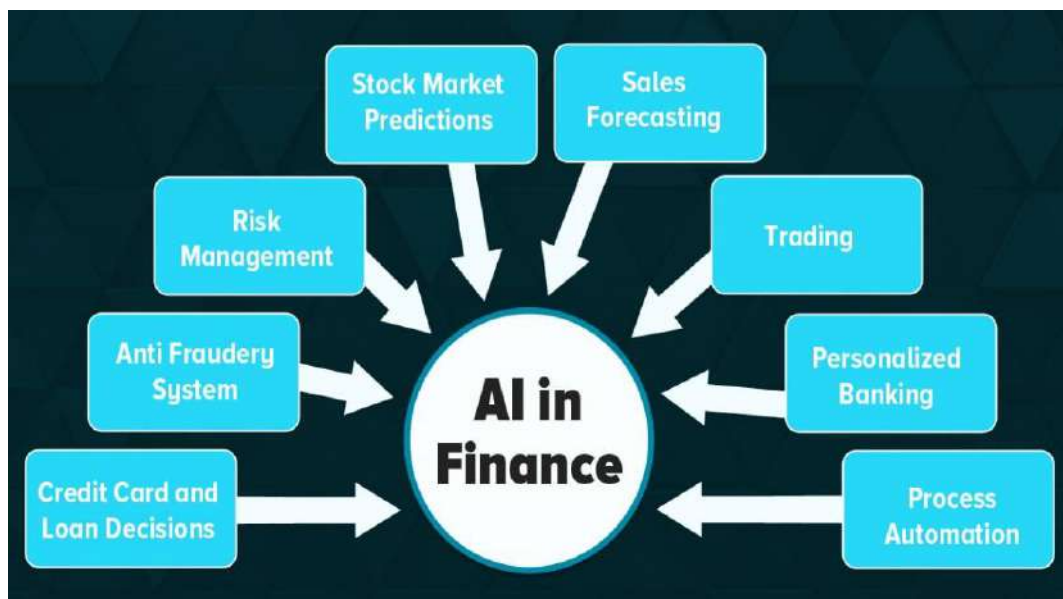 Stock Market
Predictions
Sales
Forecasting
Risk
Management
Trading
Anti Fraudery
System
Personalized
Banking
AI in
Finance
Credit Card and
Loan Decisions
Process
Automation